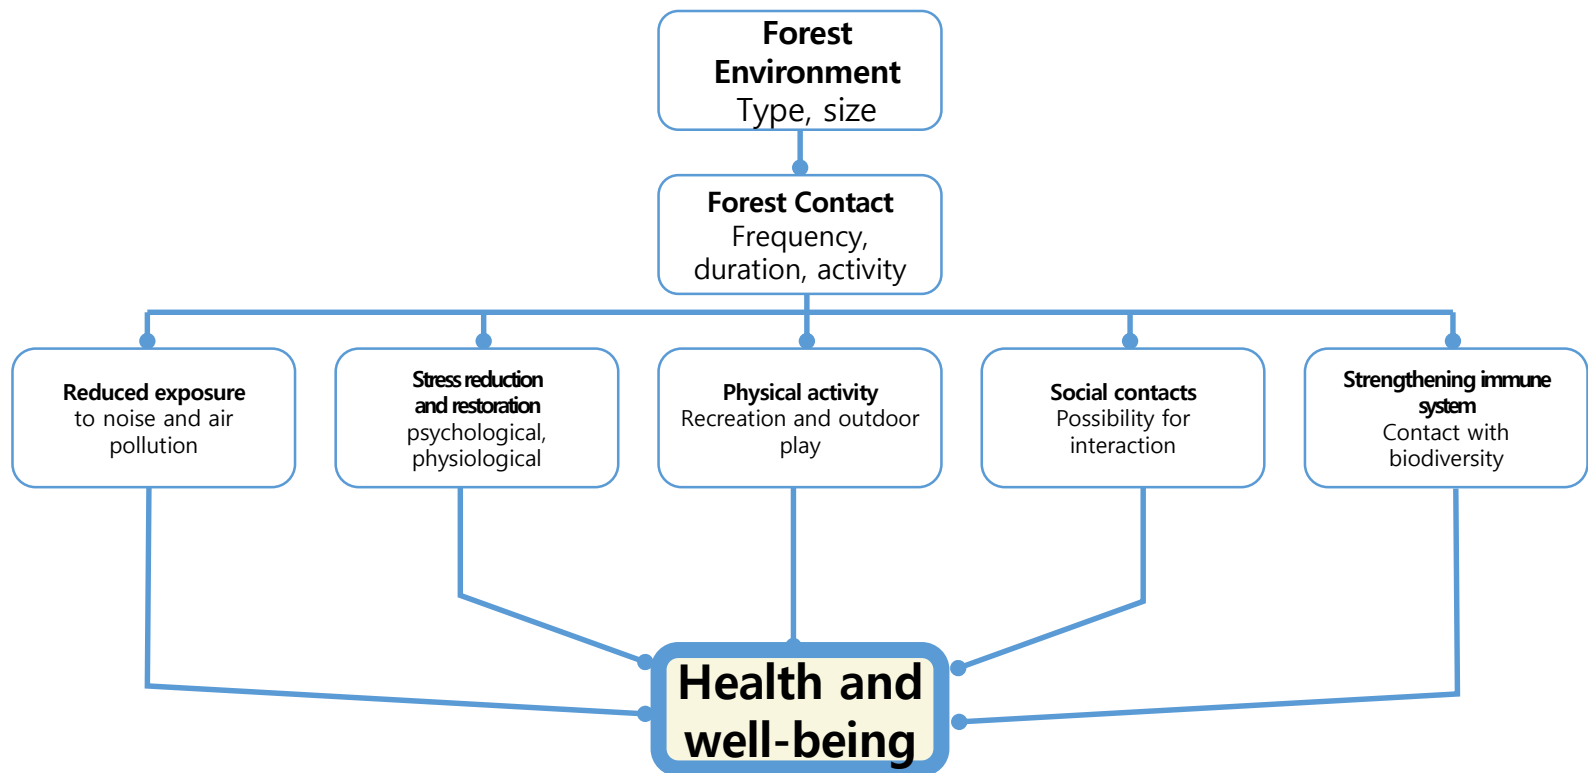 Forest
Environment
Type, size
Forest Contact
Frequency,
duration, activity
Reduced exposure
to noise and air
pollution
Stress reduction
and restoration
psychological,
physiological
Physical activity
Recreation and outdoor
play
Social contacts
Possibility for
interaction
Strengthening immune
system
Contact with
biodiversity
Health and
well-being